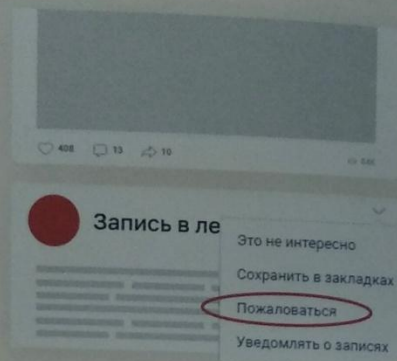 408 13 10
Запись в ле
Это не интересно
Сохранить в закладках
Пожаловаться
Уведомлять о записях